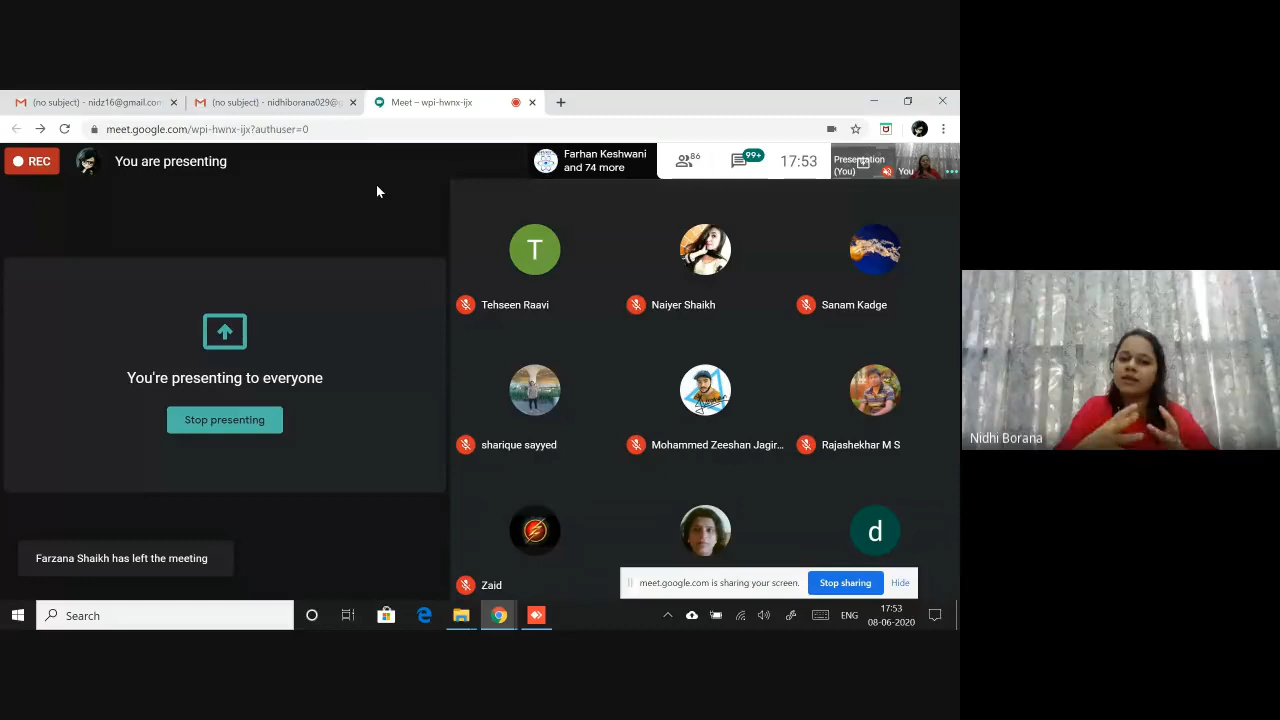 (no subject) - nidz16@gmail.com
(no subject) - nidhiborana029@g
Meet – wpi-hwnx-ijx
meet.google.com/wpi-hwnx-ijx?authuser=0
REC
You are presenting
Farhan Keshwani
and 74 more
86
99+
17:53
Presentation
(You)
You
T
Tehseen Raavi
Naiyer Shaikh
Sanam Kadge
You're presenting to everyone
Stop presenting
sharique sayyed
Mohammed Zeeshan Jagir...
Rajashekhar M S
Nidhi Borana
d
Farzana Shaikh has left the meeting
Zaid
meet.google.com is sharing your screen.
Stop sharing
Hide
Search
ENG
17:53
08-06-2020